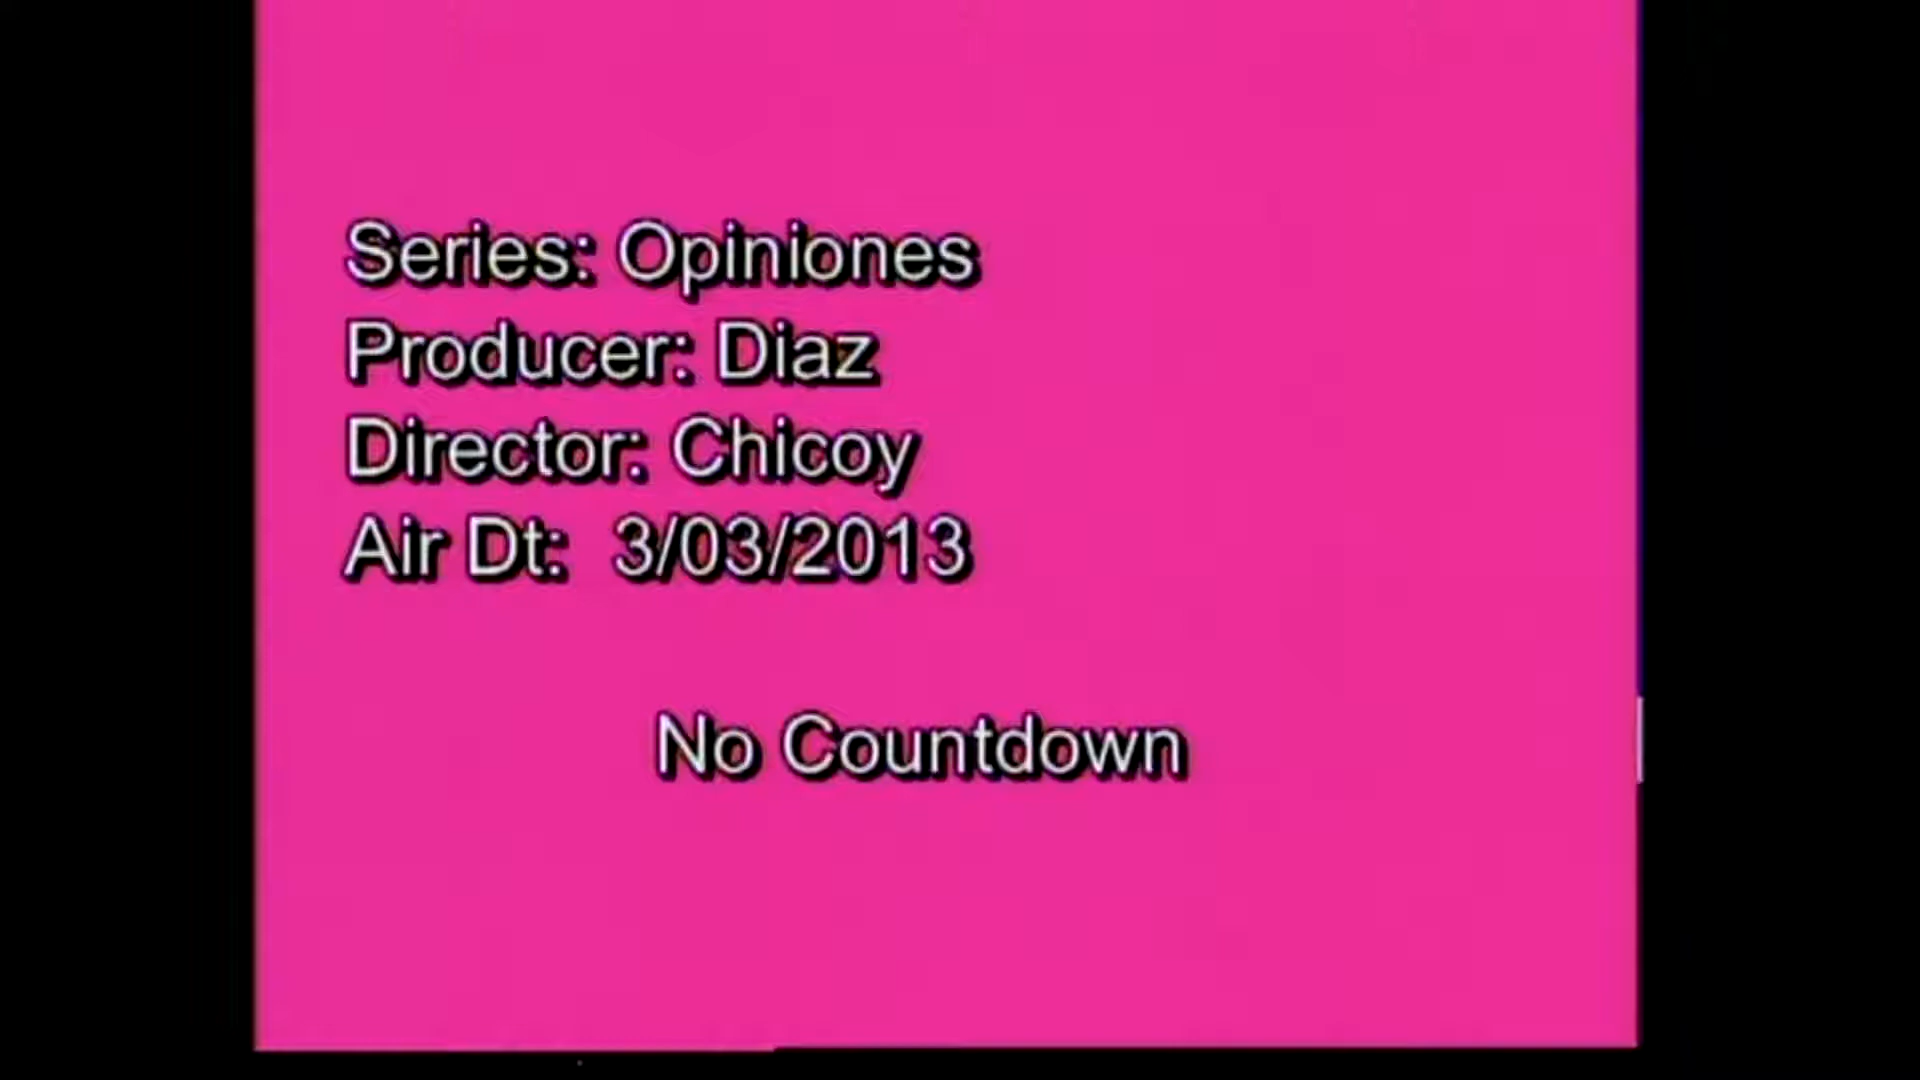 Series: Opiniones
Producer: Diaz
Director: Chicoy
Air Dt:  3/03/2013
No Countdown